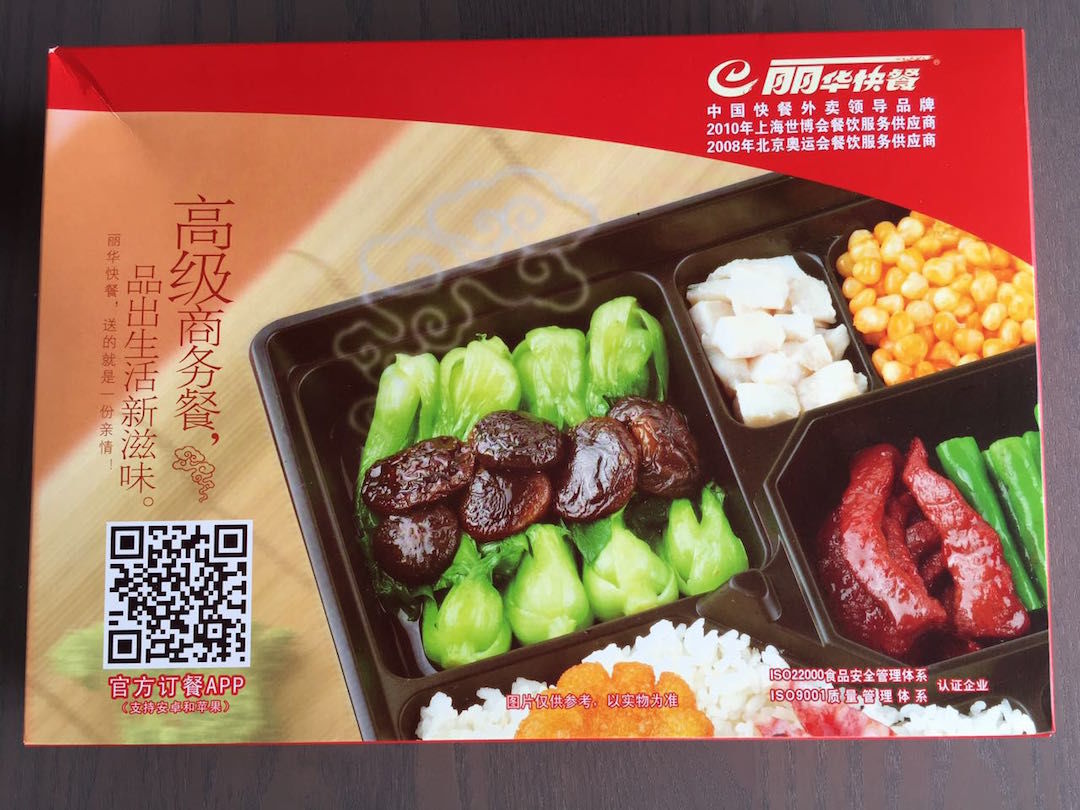 丽华快餐®
中国快餐外卖领导品牌
2010年上海世博会餐饮服务供应商
2008年北京奥运会餐饮服务供应商
高级商务餐，
品出生活新滋味。
丽华快餐，送的就是一份亲情！
官方订餐APP
（支持安卓和苹果）
图片仅供参考，以实物为准
ISO22000食品安全管理体系
ISO9001质量管理体系
认证企业